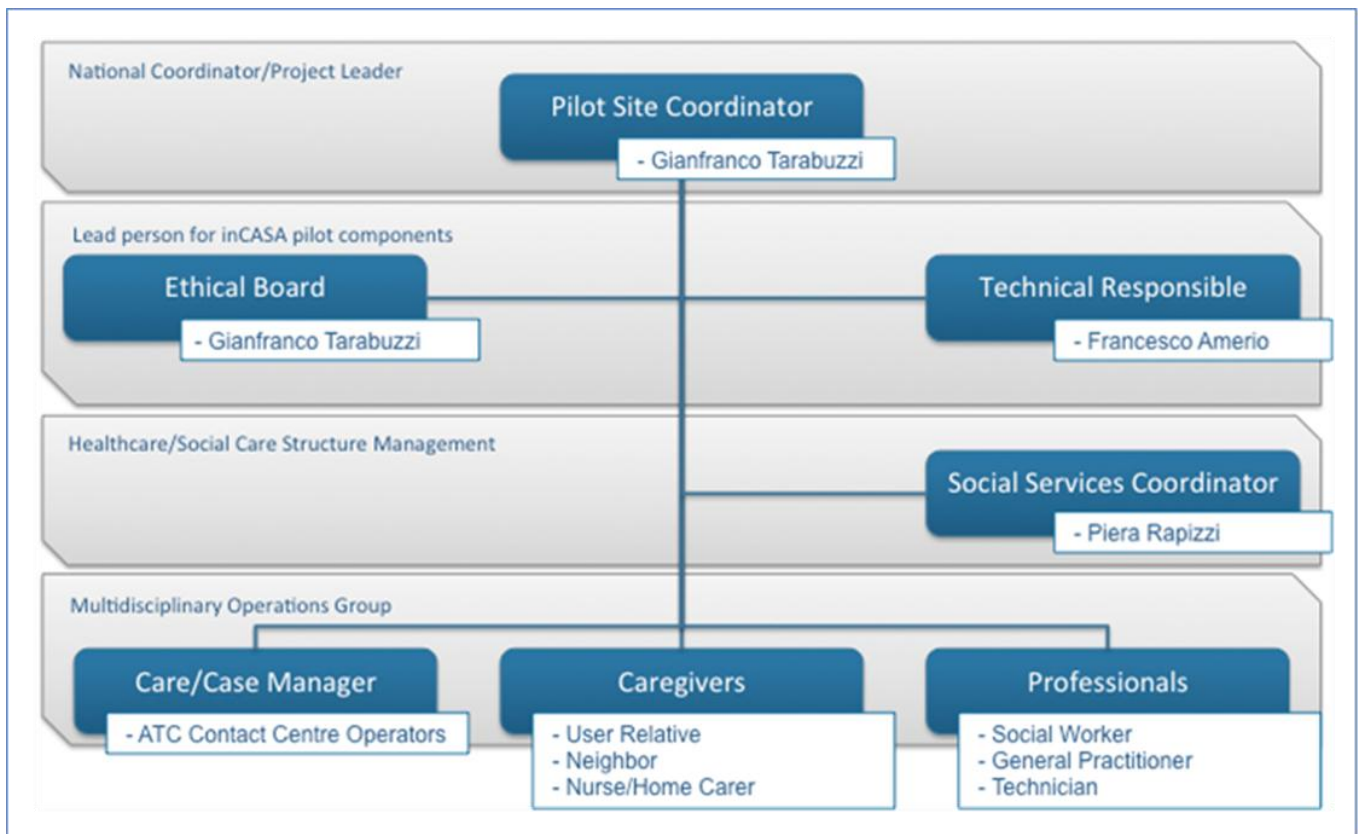 National Coordinator/Project Leader
Pilot Site Coordinator
- Gianfranco Tarabuzzi
Lead person for inCASA pilot components
Ethical Board
- Gianfranco Tarabuzzi
Technical Responsible
- Francesco Amerio
Healthcare/Social Care Structure Management
Social Services Coordinator
- Piera Rapizzi
Multidisciplinary Operations Group
Care/Case Manager
- ATC Contact Centre Operators
Caregivers
- User Relative
- Neighbor
- Nurse/Home Carer
Professionals
- Social Worker
- General Practitioner
- Technician